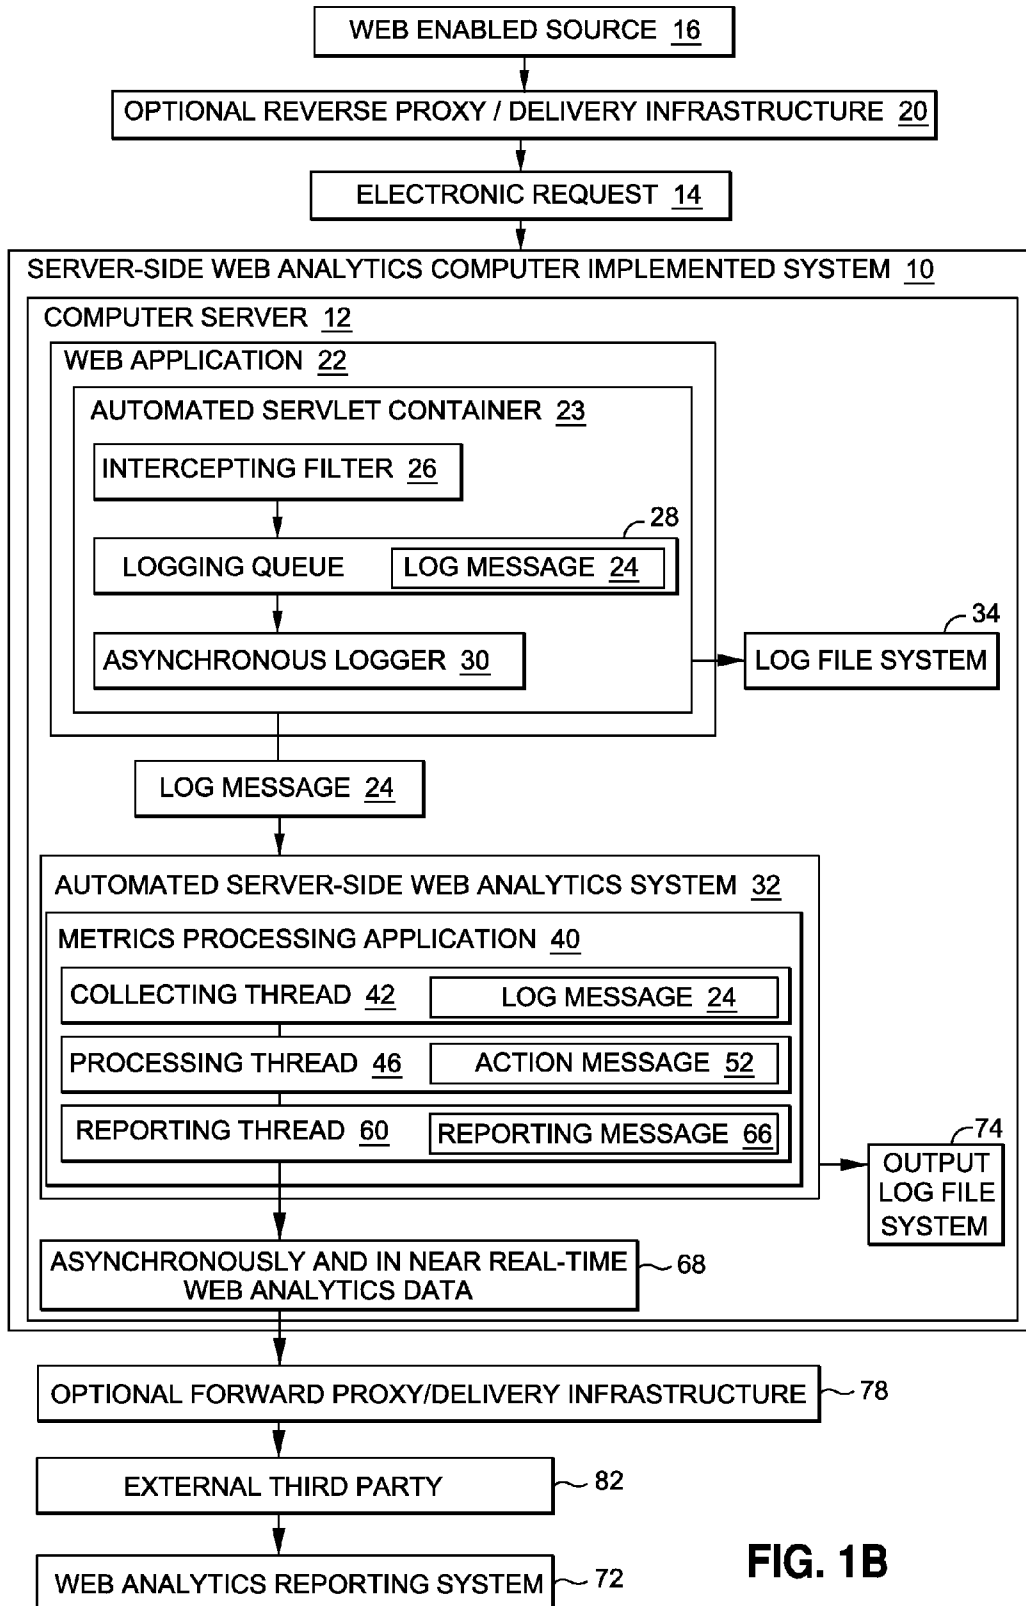 WEB ENABLED SOURCE 16
OPTIONAL REVERSE PROXY / DELIVERY INFRASTRUCTURE 20
ELECTRONIC REQUEST 14
SERVER-SIDE WEB ANALYTICS COMPUTER IMPLEMENTED SYSTEM 10
COMPUTER SERVER 12
WEB APPLICATION 22
AUTOMATED SERVLET CONTAINER 23
INTERCEPTING FILTER 26
28
LOGGING QUEUE LOG MESSAGE 24
34
ASYNCHRONOUS LOGGER 30
LOG FILE SYSTEM
LOG MESSAGE 24
AUTOMATED SERVER-SIDE WEB ANALYTICS SYSTEM 32
METRICS PROCESSING APPLICATION 40
COLLECTING THREAD 42 LOG MESSAGE 24
PROCESSING THREAD 46 ACTION MESSAGE 52
REPORTING THREAD 60 REPORTING MESSAGE 66
74
OUTPUT
LOG FILE
SYSTEM
ASYNCHRONOUSLY AND IN NEAR REAL-TIME
WEB ANALYTICS DATA
68
OPTIONAL FORWARD PROXY/DELIVERY INFRASTRUCTURE 78
EXTERNAL THIRD PARTY 82
WEB ANALYTICS REPORTING SYSTEM 72
FIG. 1B